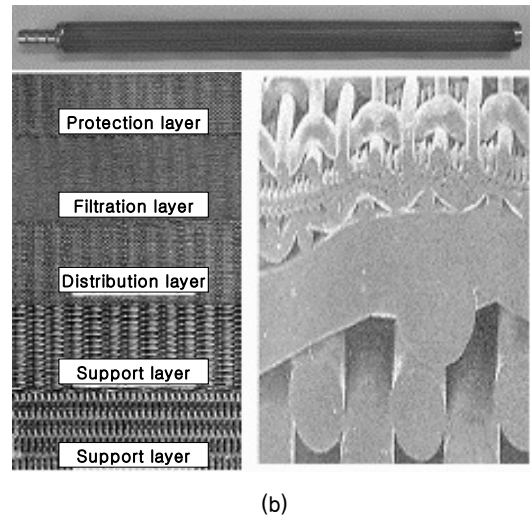 Protection layer
Filtration layer
Distribution layer
Support layer
Support layer
(b)